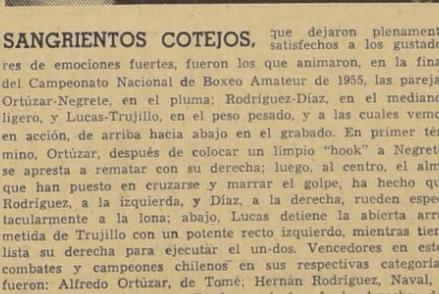 SANGRIENTOS COTEJOS, que dejaron plenament
satisfechos a los gustado
res de emociones fuertes, fueron los que animaron, en la fina
del Campeonato Nacional de Boxeo Amateur de 1955, las pareja
Ortúzar-Negrete, en el pluma; Rodríguez-Díaz, en el mediano
ligero, y Lucas-Trujillo, en el peso pesado, y a las cuales vemo
en acción, de arriba hacia abajo en el grabado. En primer tér
mino, Ortúzar, después de colocar un limpio "hook" a Negrete
se apresta a rematar con su derecha; luego, al centro, el alm
que han puesto en cruzarse y marrar el golpe, ha hecho qu
Rodríguez, a la izquierda, y Díaz, a la derecha, rueden espec
tacularmente a la lona; abajo, Lucas detiene la abierta arre
metida de Trujillo con un potente recto izquierdo, mientras tien
lista su derecha para ejecutar el un-dos. Vencedores en esto
combates y campeones chilenos en sus respectivas categoría
fueron: Alfredo Ortúzar, de Tomé; Hernán Rodríguez, Naval,